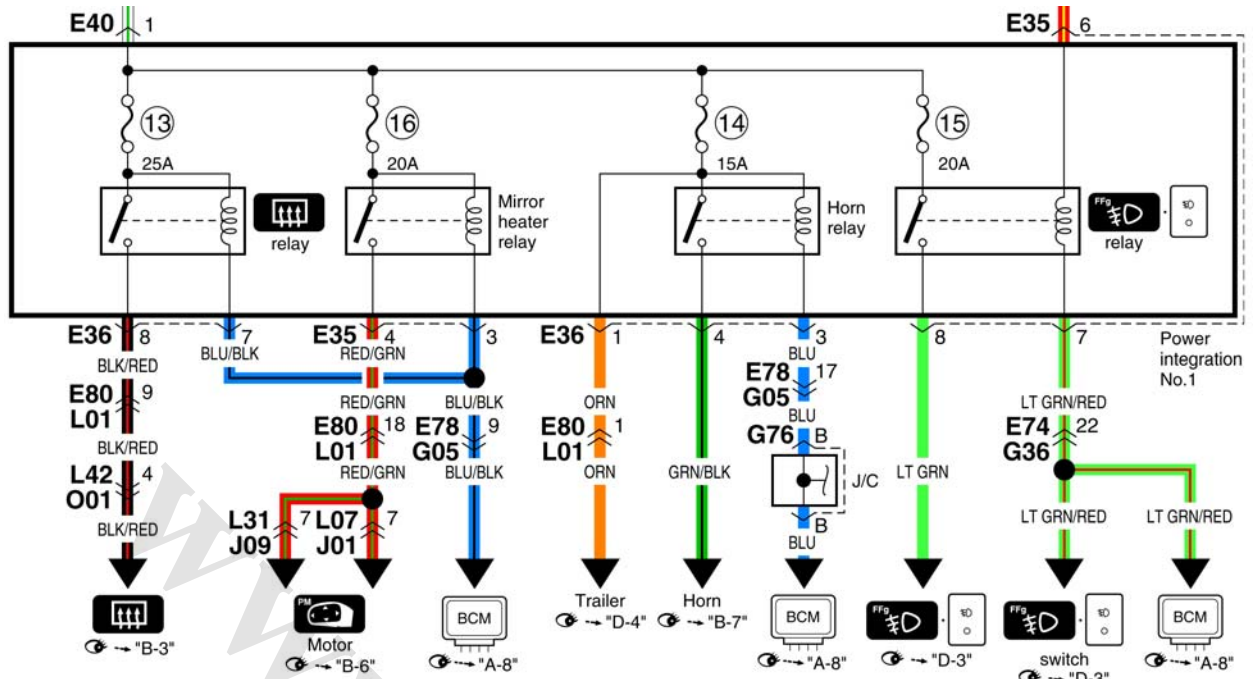 E40 1
E35 6
13 16 14 15
25A 20A 15A 20A
relay
Mirror
heater
relay
Horn
relay
FFg
relay
E36 8 7 E35 4 3 E36 1 4 3 8 7
Power
integration
No.1
BLK/RED BLU/BLK RED/GRN BLU
E80 9
L01
E78 17
G05
RED/GRN BLU/BLK ORN BLU LT GRN/RED
E80 18
L01
E78 9
G05
E80 1
L01
G76 B
E74 22
G36
BLK/RED RED/GRN BLU/BLK ORN GRN/BLK J/C LT GRN
L42 4
O01
BLK/RED
L31 7
J09
L07 7
J01
B
BLU
LT GRN/RED LT GRN/RED
"B-3"
PM
Motor
"B-6"
BCM
"A-8"
Trailer
"D-4"
Horn
"B-7"
BCM
"A-8"
FFg
"D-3"
FFg
switch
"D-3"
BCM
"A-8"